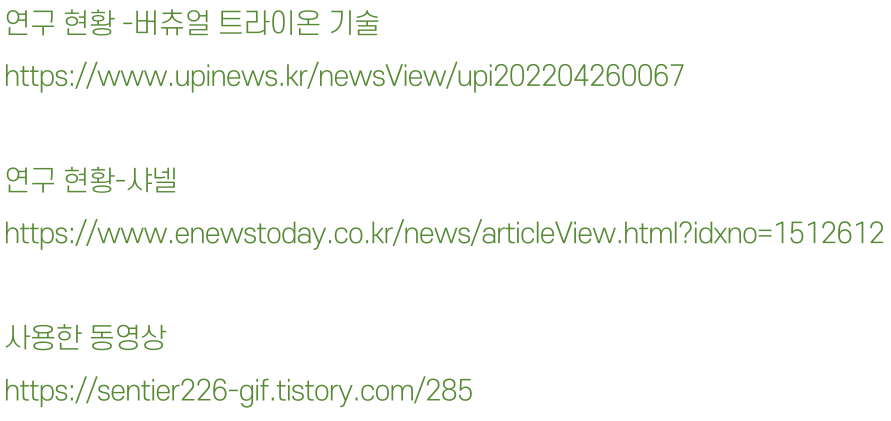 연구 현황 -버츄얼 트라이온 기술
https://www.upinews.kr/newsView/upi202204260067
연구 현황-샤넬
https://www.enewstoday.co.kr/news/articleView.html?idxno=1512612
사용한 동영상
https://sentier226-gif.tistory.com/285